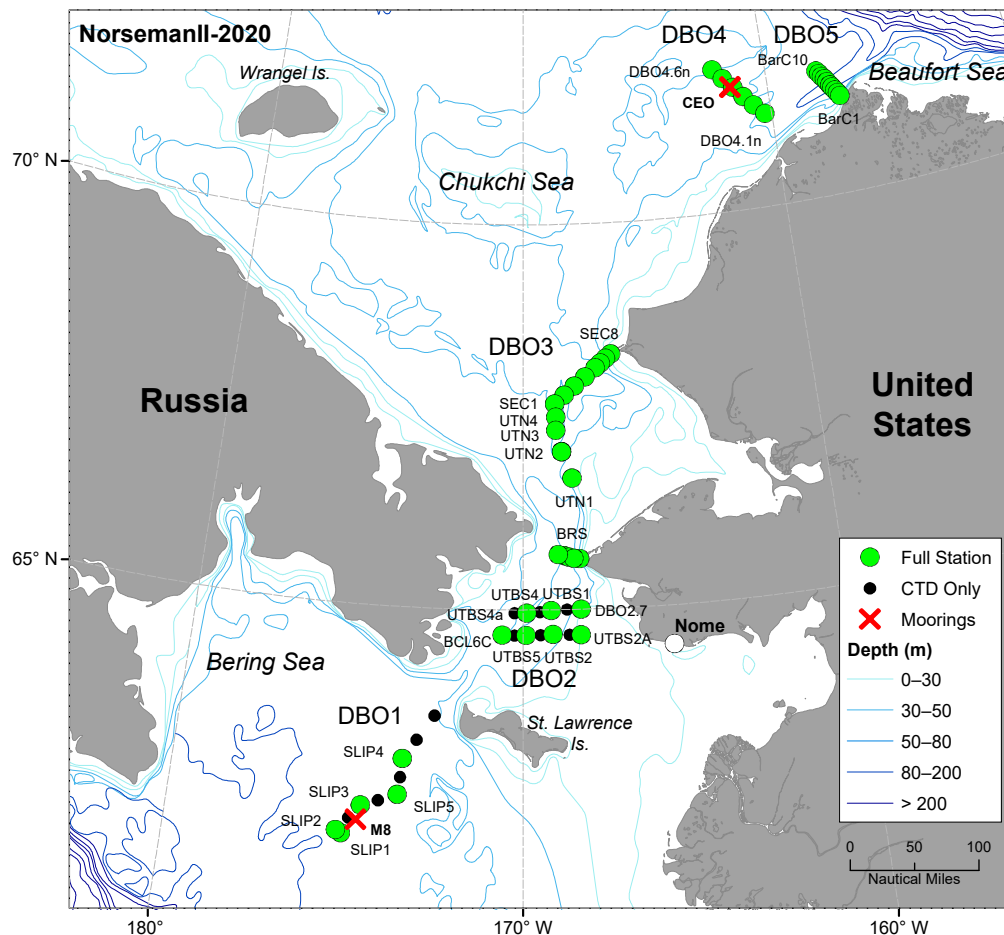 NorsemanII-2020
DBO4
DBO5
Wrangel Is.
DBO4.6n
BarC10
Beaufort Sea
CEO
BarC1
DBO4.1n
70° N
Chukchi Sea
SEC8
DBO3
Russia
United
States
SEC1
UTN4
UTN3
UTN2
UTN1
BRS
65° N
Full Station
CTD Only
Moorings
UTBS4
UTBS1
UTBS4a
DBO2.7
BCL6C
UTBS2A
Nome
UTBS5
UTBS2
Bering Sea
DBO2
Depth (m)
0–30
30–50
50–80
80–200
> 200
DBO1
St. Lawrence
Is.
SLIP4
SLIP3
SLIP5
SLIP2
M8
SLIP1
0 50 100
Nautical Miles
180°
170° W
160° W